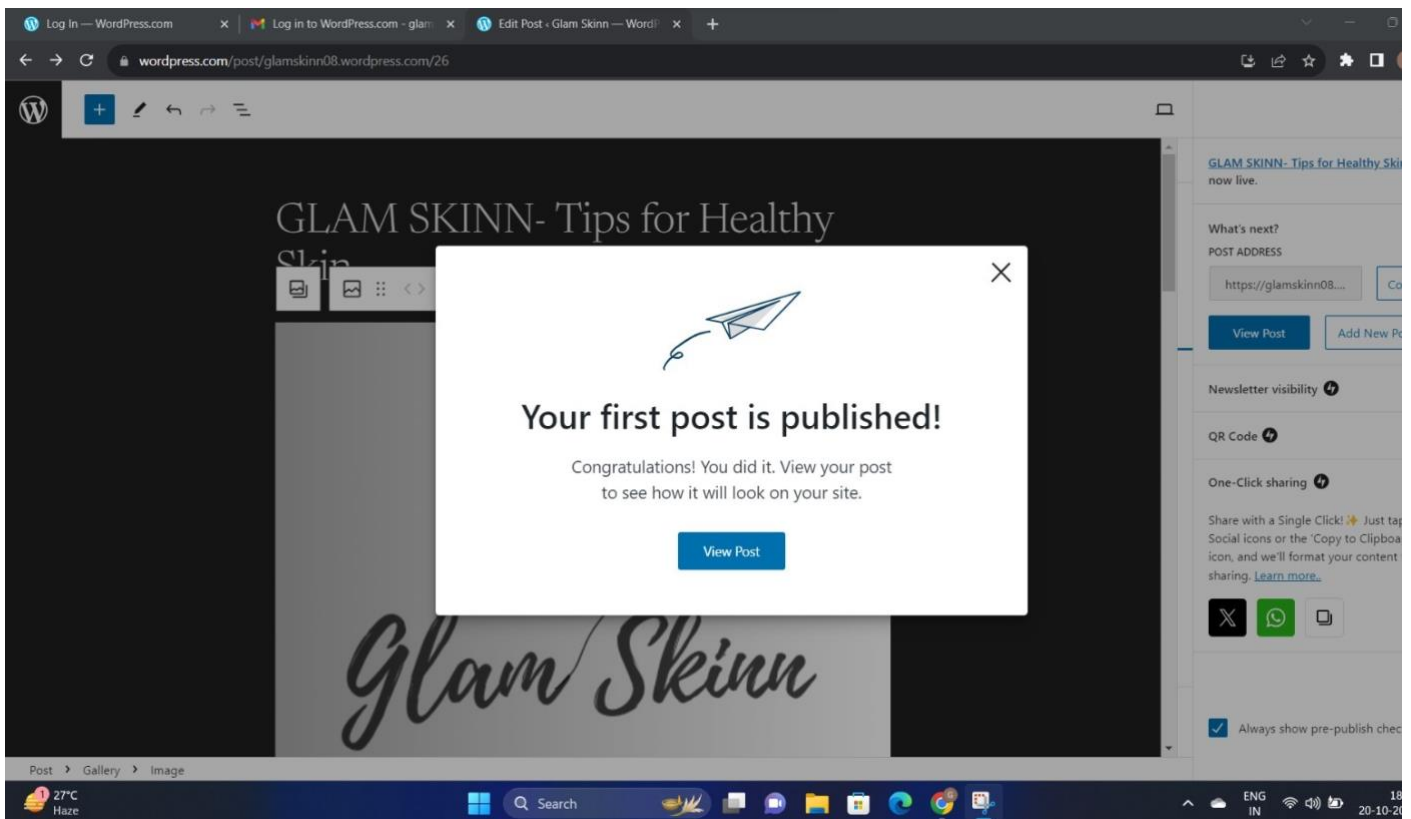 Log In — WordPress.com
Log in to WordPress.com - glam
Edit Post ‹ Glam Skinn — WordP
wordpress.com/post/glamskinn08.wordpress.com/26
GLAM SKINN- Tips for Healthy
Skin
Your first post is published!
Congratulations! You did it. View your post
to see how it will look on your site.
View Post
Glam Skinn
GLAM SKINN- Tips for Healthy Skin
now live.
What's next?
POST ADDRESS
https://glamskinn08....
Co
View Post
Add New Po
Newsletter visibility
QR Code
One-Click sharing
Share with a Single Click! ✨ Just tap
Social icons or the 'Copy to Clipboa
icon, and we'll format your content
sharing. Learn more..
Always show pre-publish chec
Post > Gallery > Image
1
27°C
Haze
Search
ENG
IN
18
20-10-20